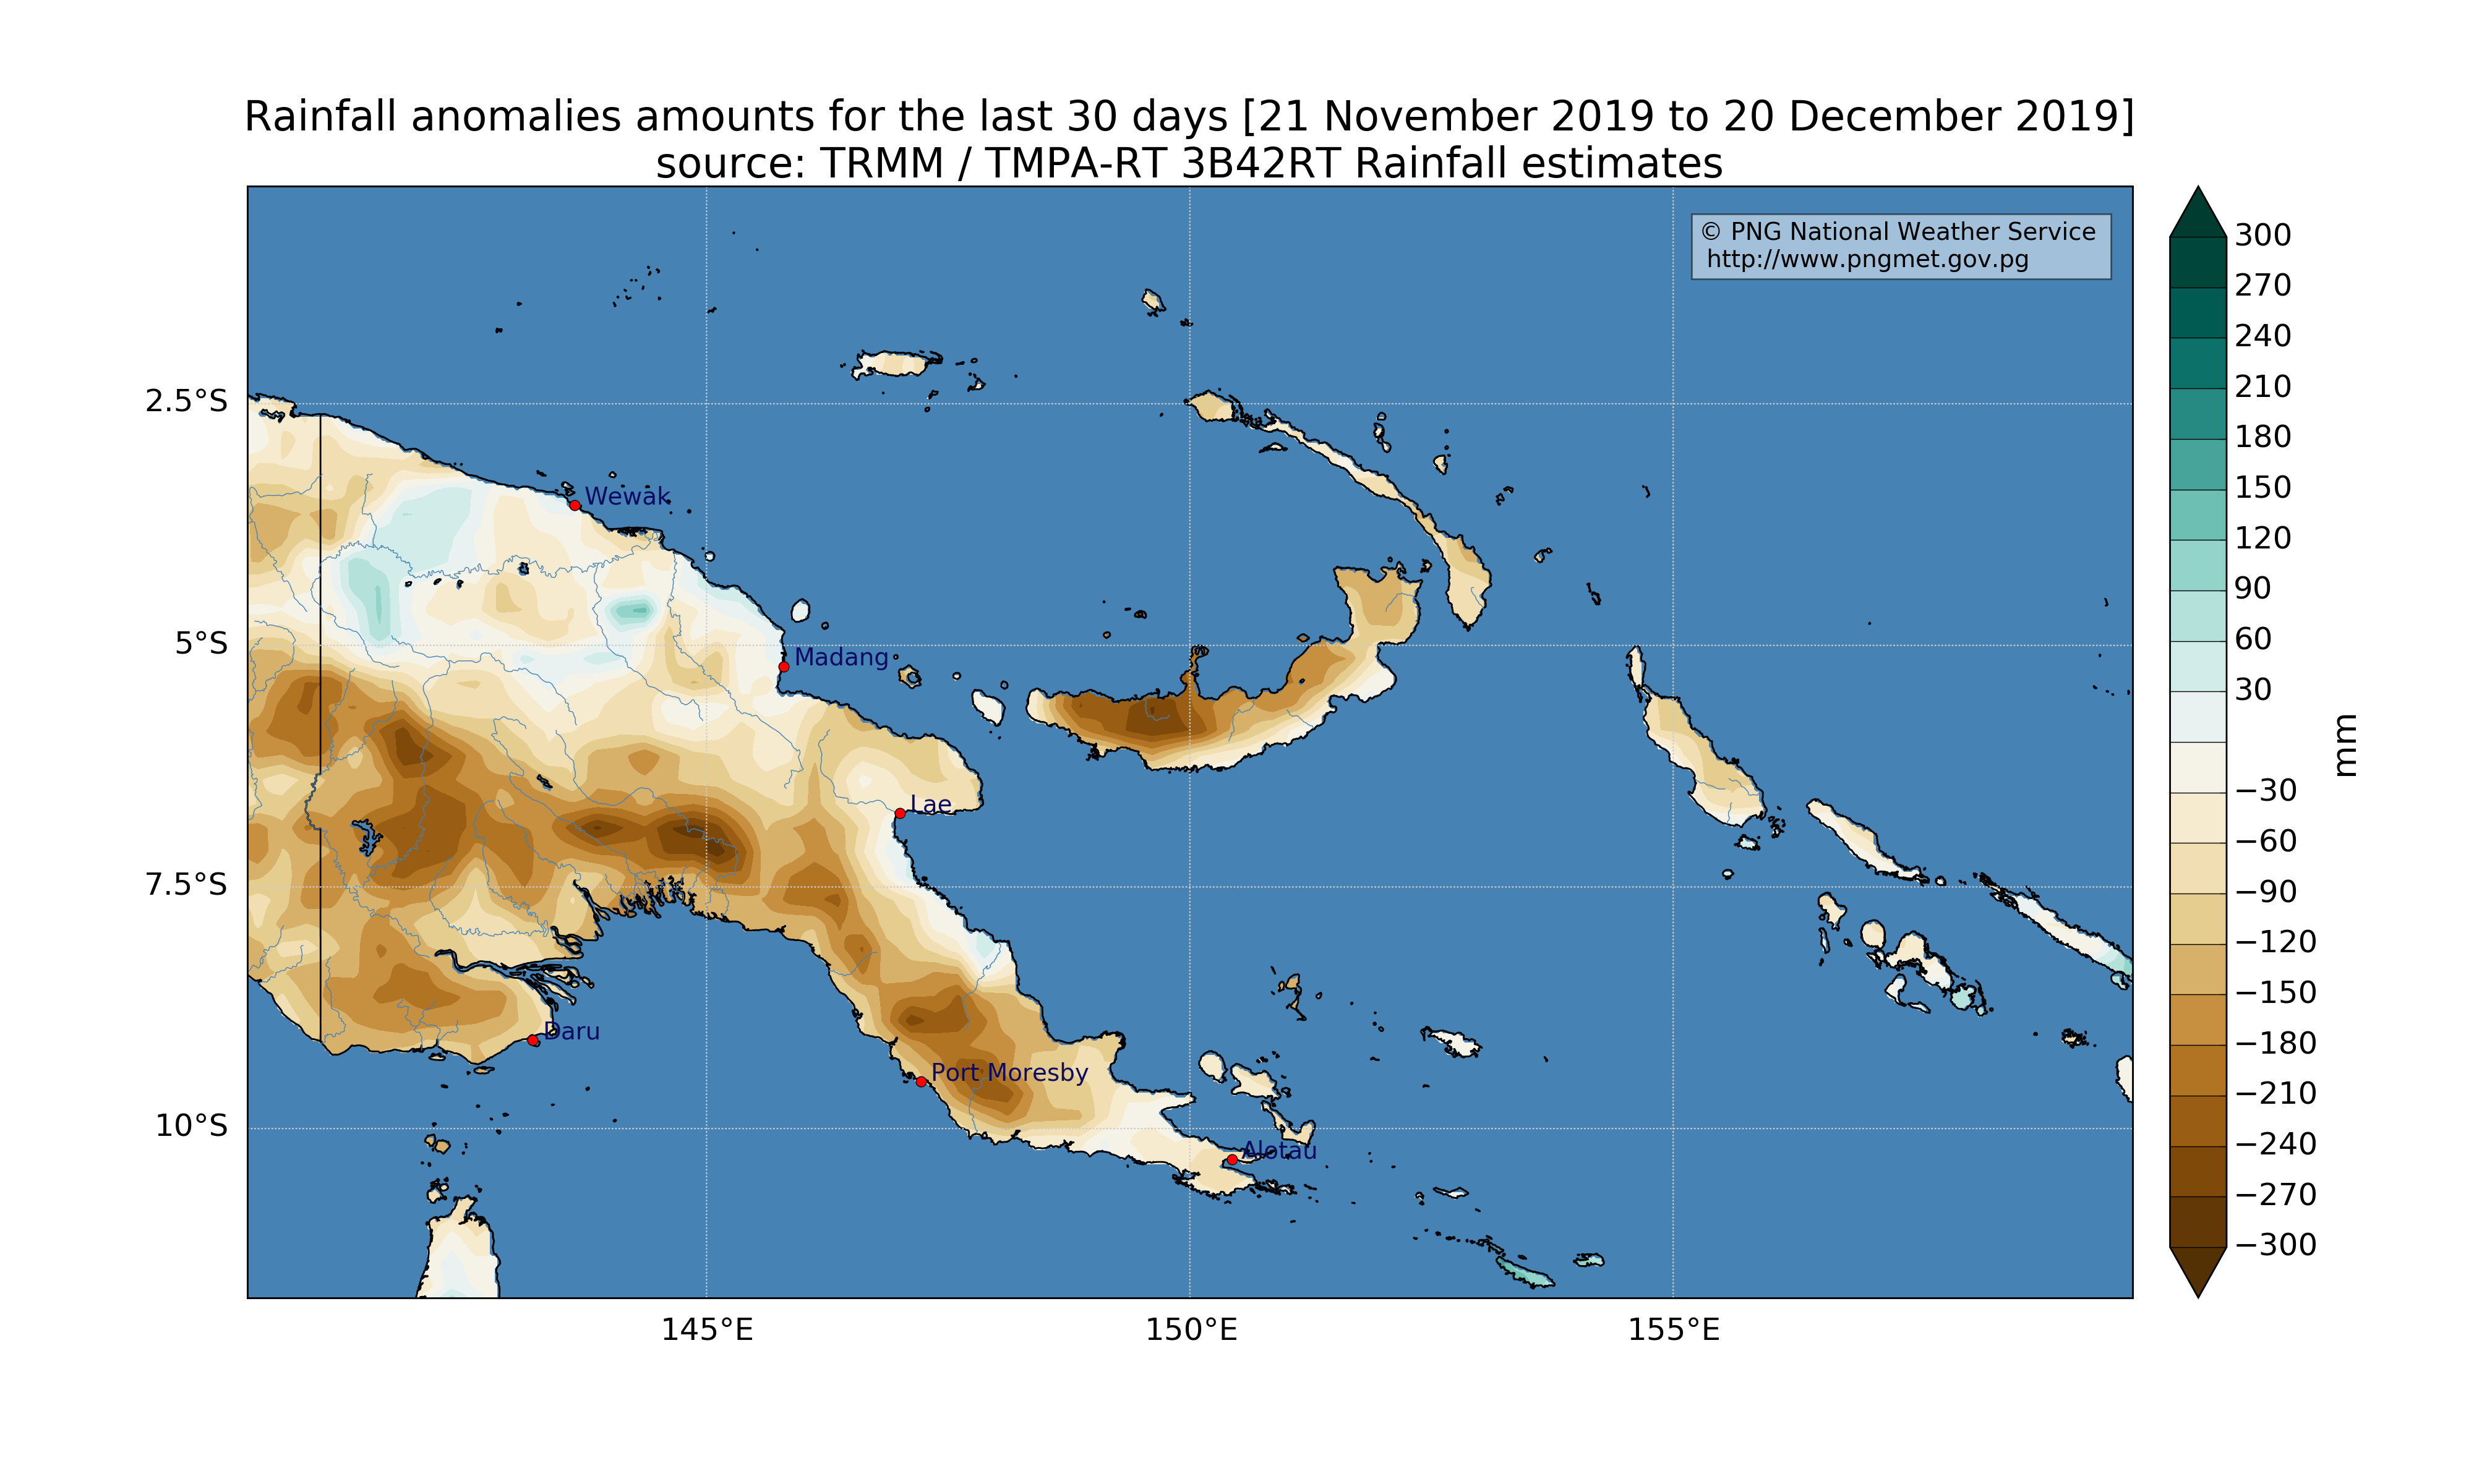 Rainfall anomalies amounts for the last 30 days [21 November 2019 to 20 December 2019]
source: TRMM / TMPA-RT 3B42RT Rainfall estimates
© PNG National Weather Service
http://www.pngmet.gov.pg
2.5°S
5°S
7.5°S
10°S
Wewak
Madang
Lae
Daru
Port Moresby
Alotau
145°E
150°E
155°E
300
270
240
210
180
150
120
90
60
30
−30
−60
−90
−120
−150
−180
−210
−240
−270
−300
mm